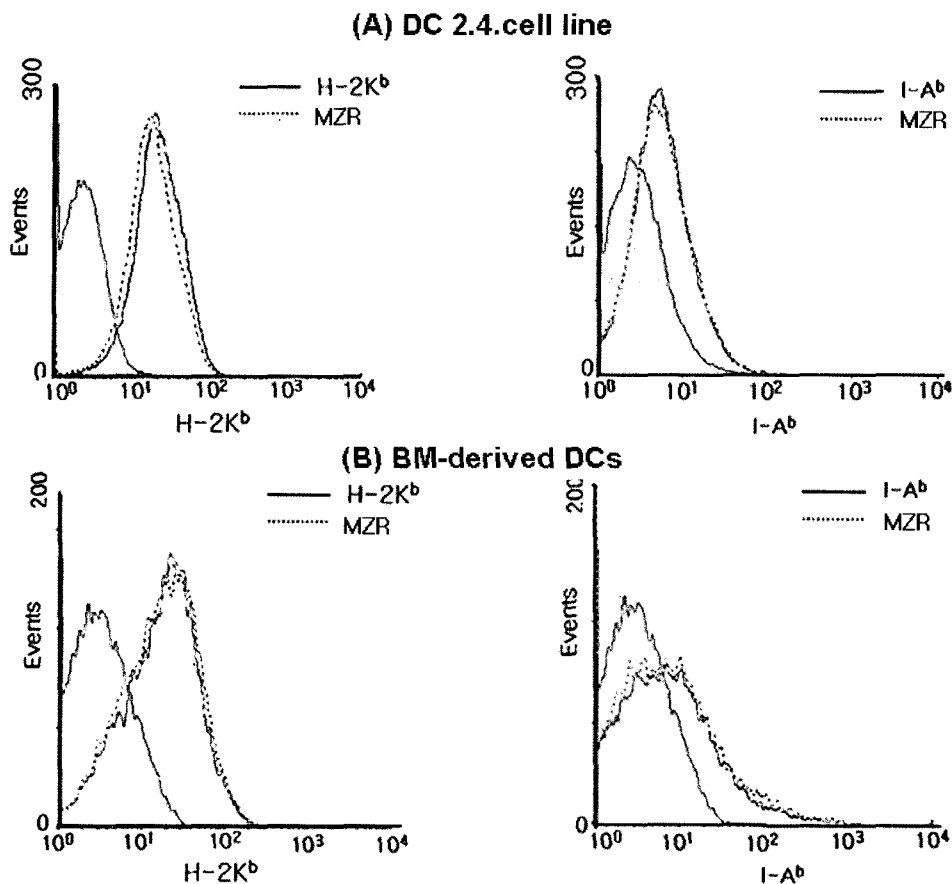 (A) DC 2.4.cell line
300
H-2Kᵇ
MZR
Events
0
10⁰ 10¹ 10² 10³ 10⁴
H-2Kᵇ
300
I-Aᵇ
MZR
Events
0
10⁰ 10¹ 10² 10³ 10⁴
I-Aᵇ
(B) BM-derived DCs
200
H-2Kᵇ
MZR
Events
0
10⁰ 10¹ 10² 10³ 10⁴
H-2Kᵇ
200
I-Aᵇ
MZR
Events
0
10⁰ 10¹ 10² 10³ 10⁴
I-Aᵇ